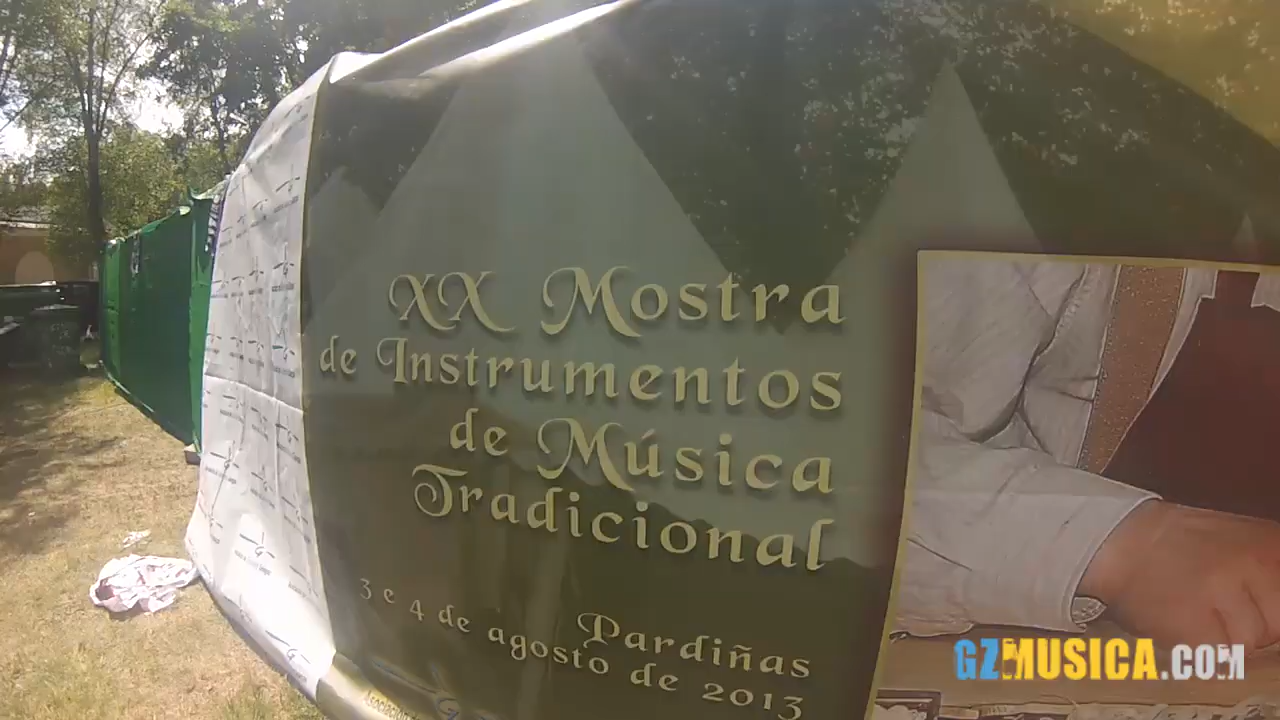 XX Mostra
de Instrumentos
de Música
Tradicional
Pardiñas
3 e 4 de agosto de 2013
GZMUSICA.COM